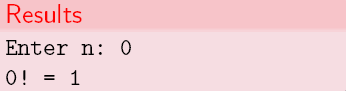 Results
Enter n: 0
0! = 1